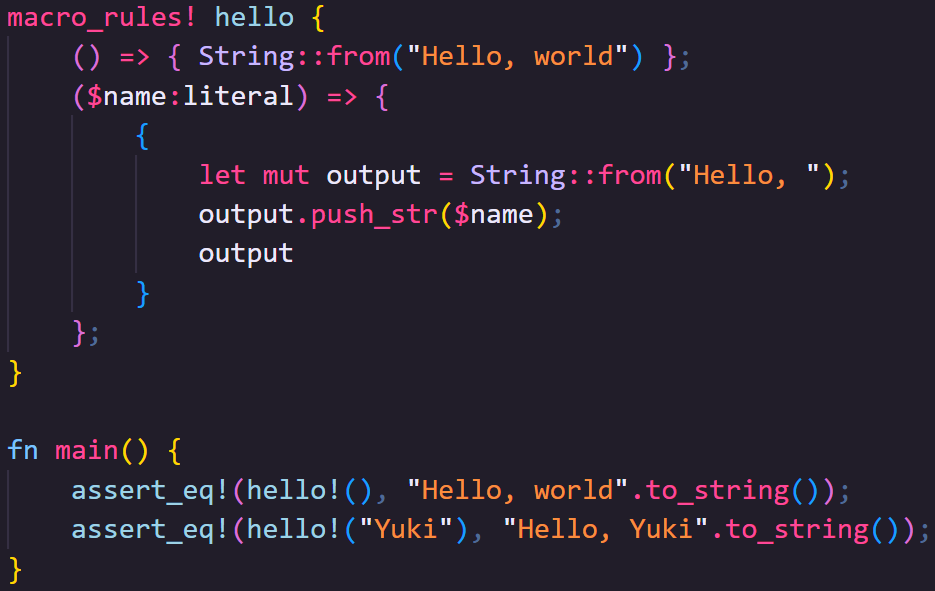 macro_rules! hello {
    () => { String::from("Hello, world") };
    ($name:literal) => {
        {
            let mut output = String::from("Hello, ");
            output.push_str($name);
            output
        }
    };
}

fn main() {
    assert_eq!(hello!(), "Hello, world".to_string());
    assert_eq!(hello!("Yuki"), "Hello, Yuki".to_string());
}